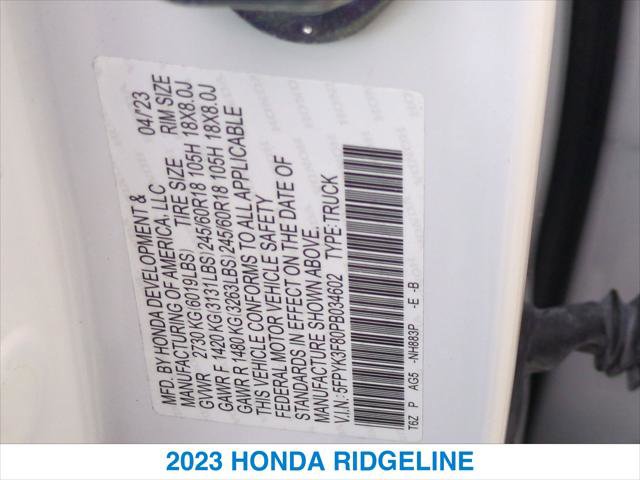 MFD. BY HONDA DEVELOPMENT & 04/23
MANUFACTURING OF AMERICA, LLC
TIRE SIZE RIM SIZE
GVWR 2730 KG(6019LBS)
GAWR F 1420 KG(3131LBS) 245/60R18 105H 18X8.0J
GAWR R 1480 KG(3263LBS) 245/60R18 105H 18X8.0J
THIS VEHICLE CONFORMS TO ALL APPLICABLE
FEDERAL MOTOR VEHICLE SAFETY
STANDARDS IN EFFECT ON THE DATE OF
MANUFACTURE SHOWN ABOVE.
V.I.N.: 5FPYK3F80PB034602 TYPE: TRUCK
T6Z P AG5 -NH883P -E -B
2023 HONDA RIDGELINE